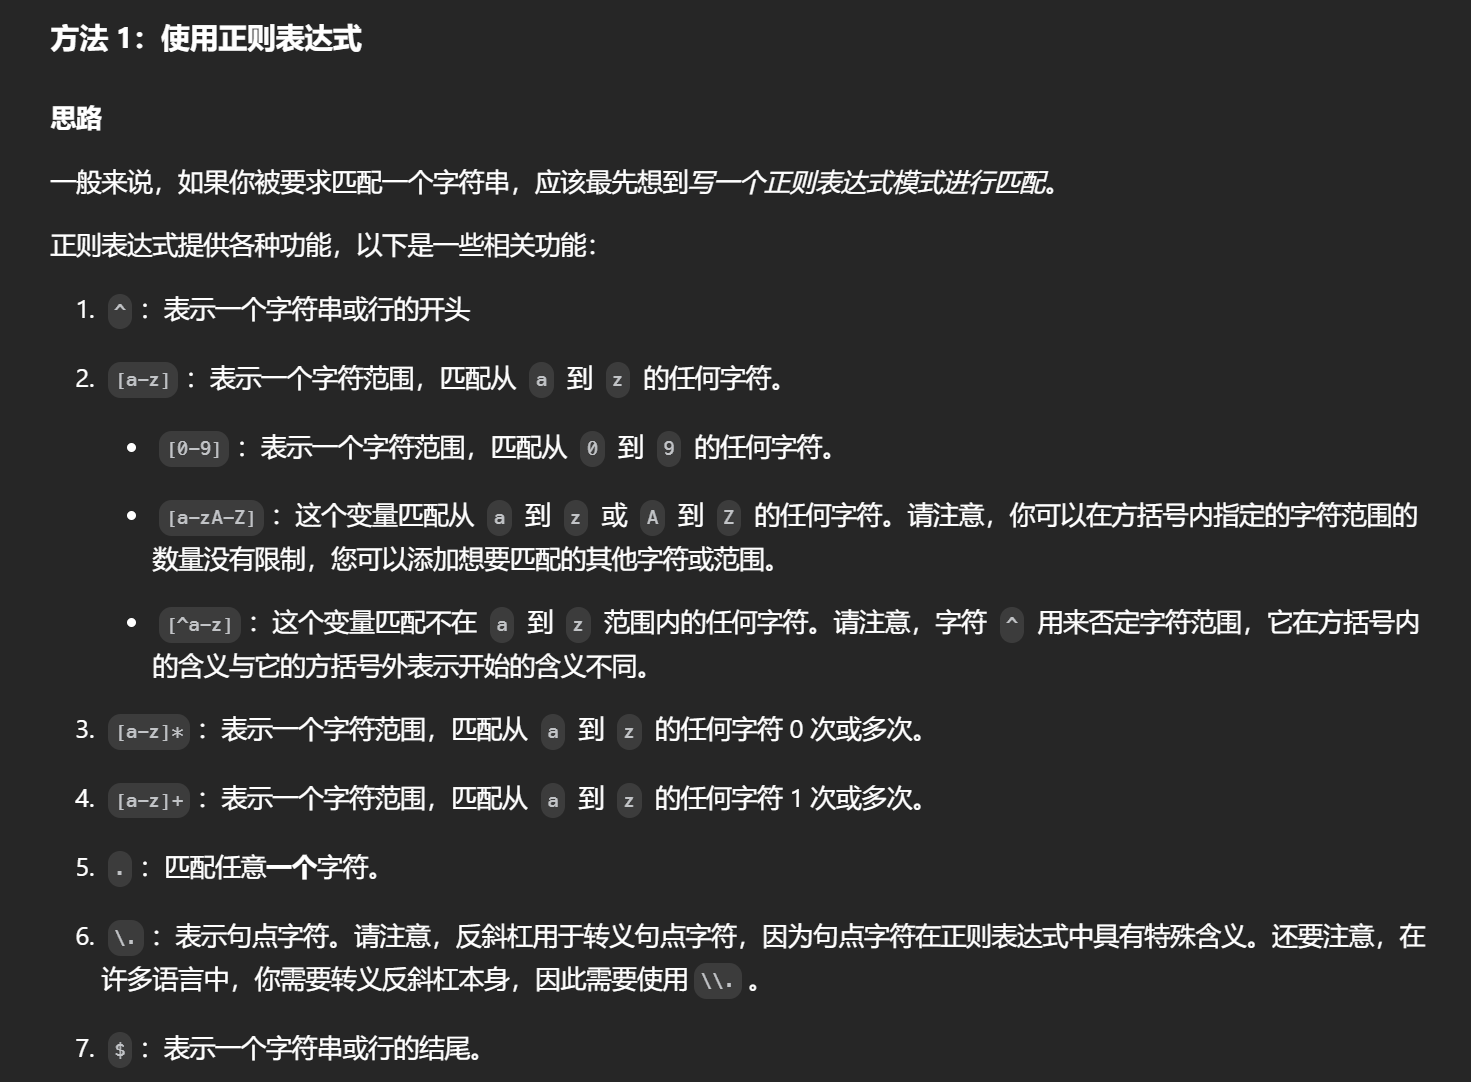 方法 1：使用正则表达式
思路
一般来说，如果你被要求匹配一个字符串，应该最先想到写一个正则表达式模式进行匹配。
正则表达式提供各种功能，以下是一些相关功能：
1. ^ ：表示一个字符串或行的开头
2. [a-z] ：表示一个字符范围，匹配从 a 到 z 的任何字符。
• [0-9] ：表示一个字符范围，匹配从 0 到 9 的任何字符。
• [a-zA-Z] ：这个变量匹配从 a 到 z 或 A 到 Z 的任何字符。请注意，你可以在方括号内指定的字符范围的
数量没有限制，您可以添加想要匹配的其他字符或范围。
• [^a-z] ：这个变量匹配不在 a 到 z 范围内的任何字符。请注意，字符 ^ 用来否定字符范围，它在方括号内
的含义与它的方括号外表示开始的含义不同。
3. [a-z]* ：表示一个字符范围，匹配从 a 到 z 的任何字符 0 次或多次。
4. [a-z]+ ：表示一个字符范围，匹配从 a 到 z 的任何字符 1 次或多次。
5. . ：匹配任意一个字符。
6. \. ：表示句点字符。请注意，反斜杠用于转义句点字符，因为句点字符在正则表达式中具有特殊含义。还要注意，在
许多语言中，你需要转义反斜杠本身，因此需要使用 \\. 。
7. $ ：表示一个字符串或行的结尾。